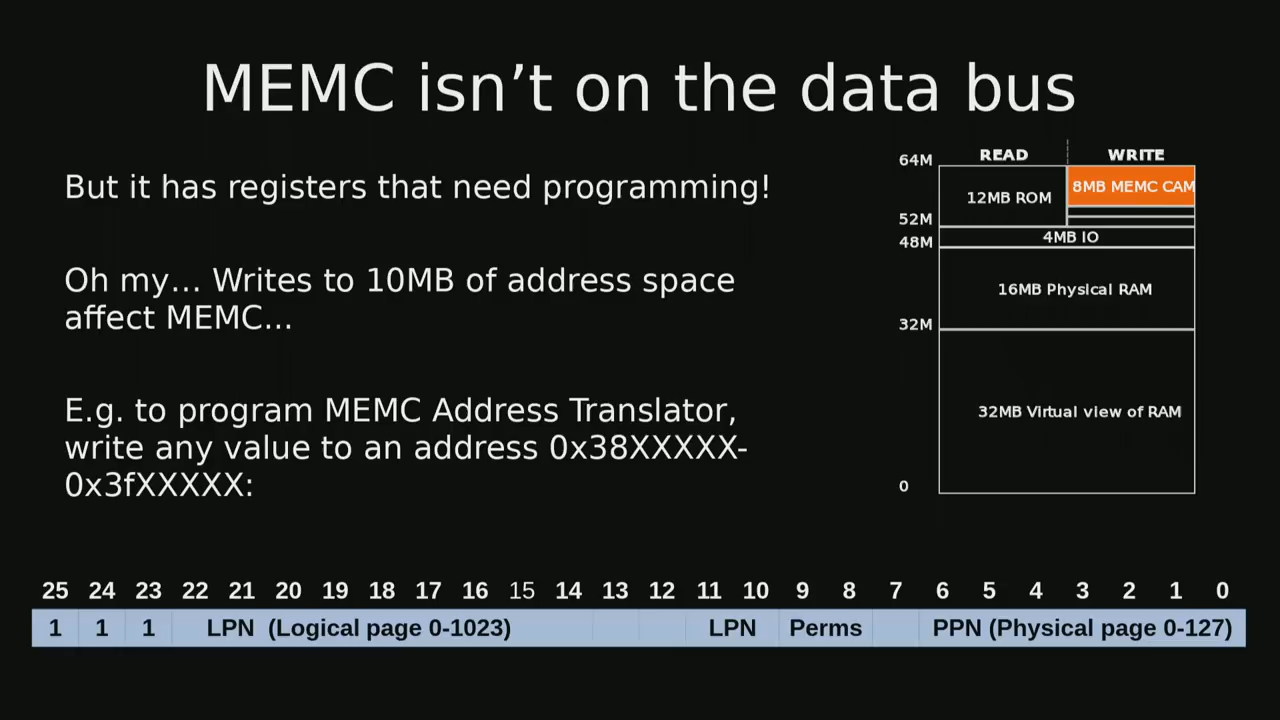 MEMC isn’t on the data bus
But it has registers that need programming!
Oh my… Writes to 10MB of address space
affect MEMC…
E.g. to program MEMC Address Translator,
write any value to an address 0x38XXXXX-
0x3fXXXXX:
READ WRITE
64M
8MB MEMC CAM
12MB ROM
52M
4MB IO
48M
16MB Physical RAM
32M
32MB Virtual view of RAM
0
25 24 23 22 21 20 19 18 17 16 15 14 13 12 11 10 9 8 7 6 5 4 3 2 1 0
1 1 1 LPN (Logical page 0-1023) LPN Perms PPN (Physical page 0-127)